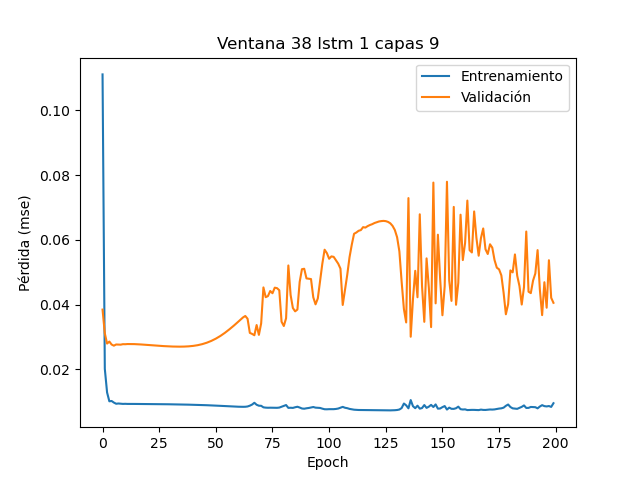 Ventana 38 lstm 1 capas 9
Entrenamiento
Validación
Pérdida (mse)
0.10
0.08
0.06
0.04
0.02
0 25 50 75 100 125 150 175 200
Epoch